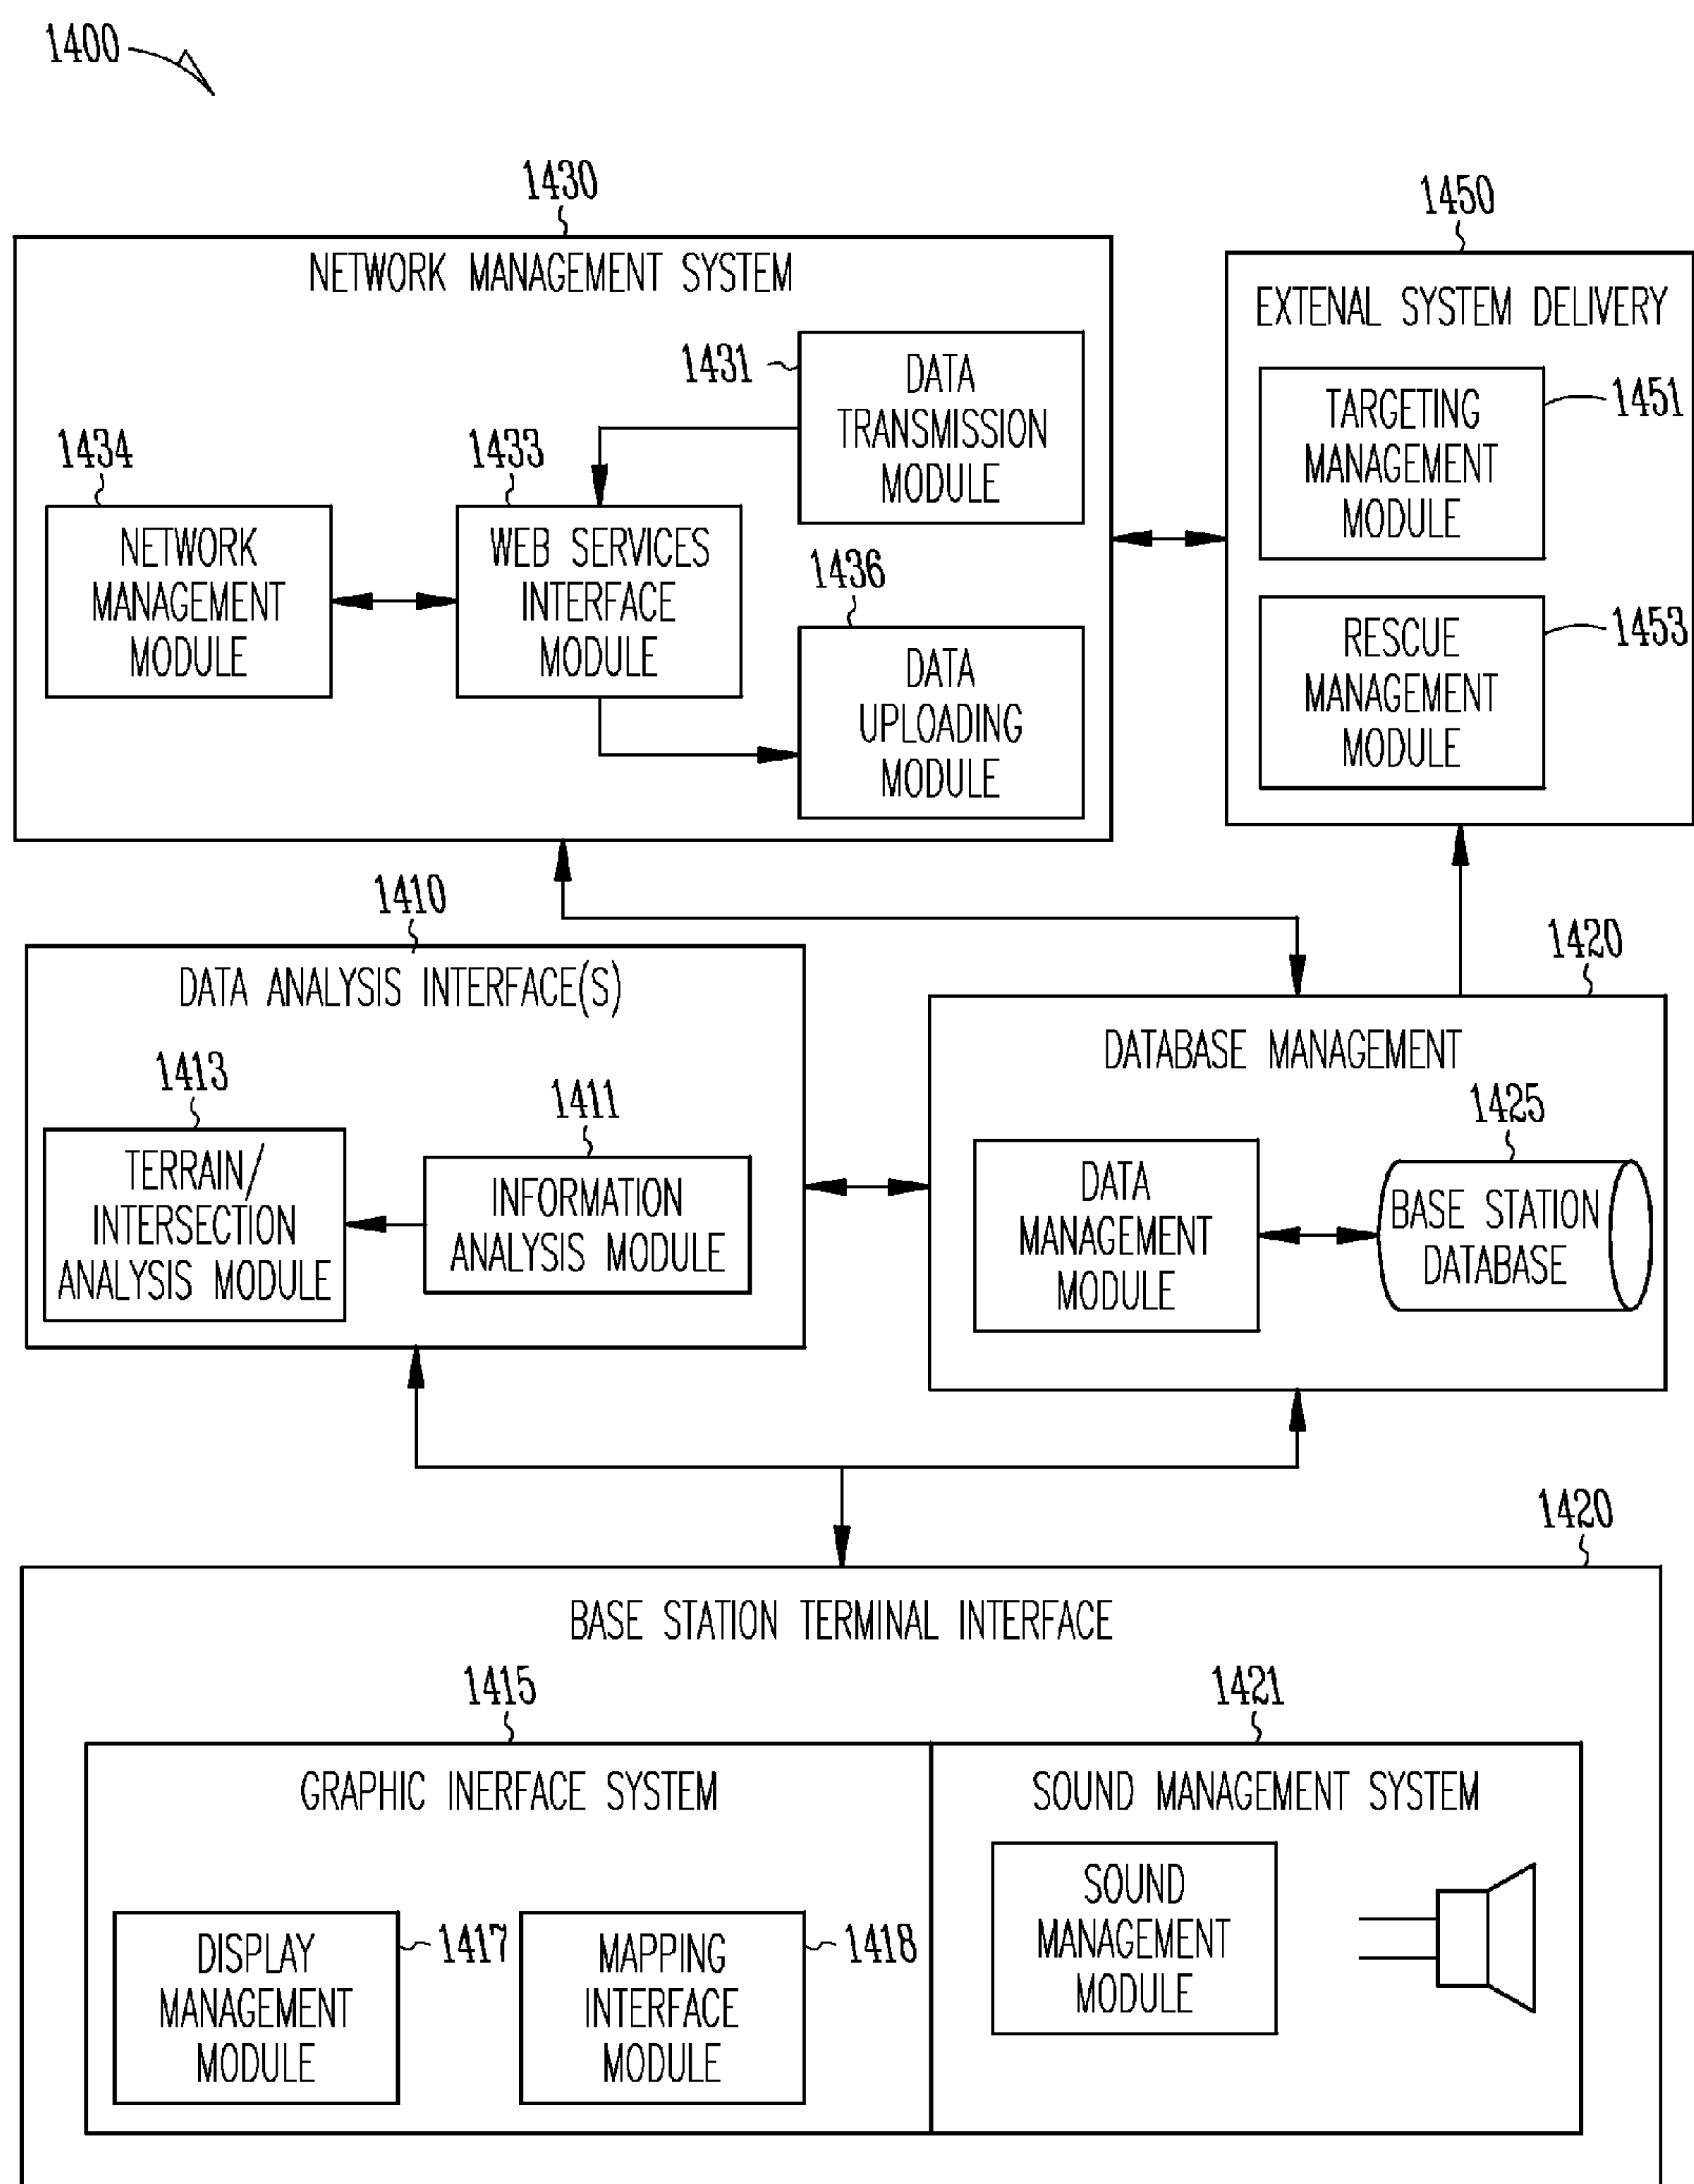 1400
1430
NETWORK MANAGEMENT SYSTEM
1431
DATA
TRANSMISSION
MODULE
1434
NETWORK
MANAGEMENT
MODULE
1433
WEB SERVICES
INTERFACE
MODULE
1436
DATA
UPLOADING
MODULE
1450
EXTENAL SYSTEM DELIVERY
TARGETING
MANAGEMENT
MODULE
1451
RESCUE
MANAGEMENT
MODULE
1453
1410
DATA ANALYSIS INTERFACE(S)
1413
TERRAIN/
INTERSECTION
ANALYSIS MODULE
1411
INFORMATION
ANALYSIS MODULE
1420
DATABASE MANAGEMENT
DATA
MANAGEMENT
MODULE
1425
BASE STATION
DATABASE
1420
BASE STATION TERMINAL INTERFACE
1415
GRAPHIC INERFACE SYSTEM
DISPLAY
MANAGEMENT
MODULE
1417
MAPPING
INTERFACE
MODULE
1418
1421
SOUND MANAGEMENT SYSTEM
SOUND
MANAGEMENT
MODULE